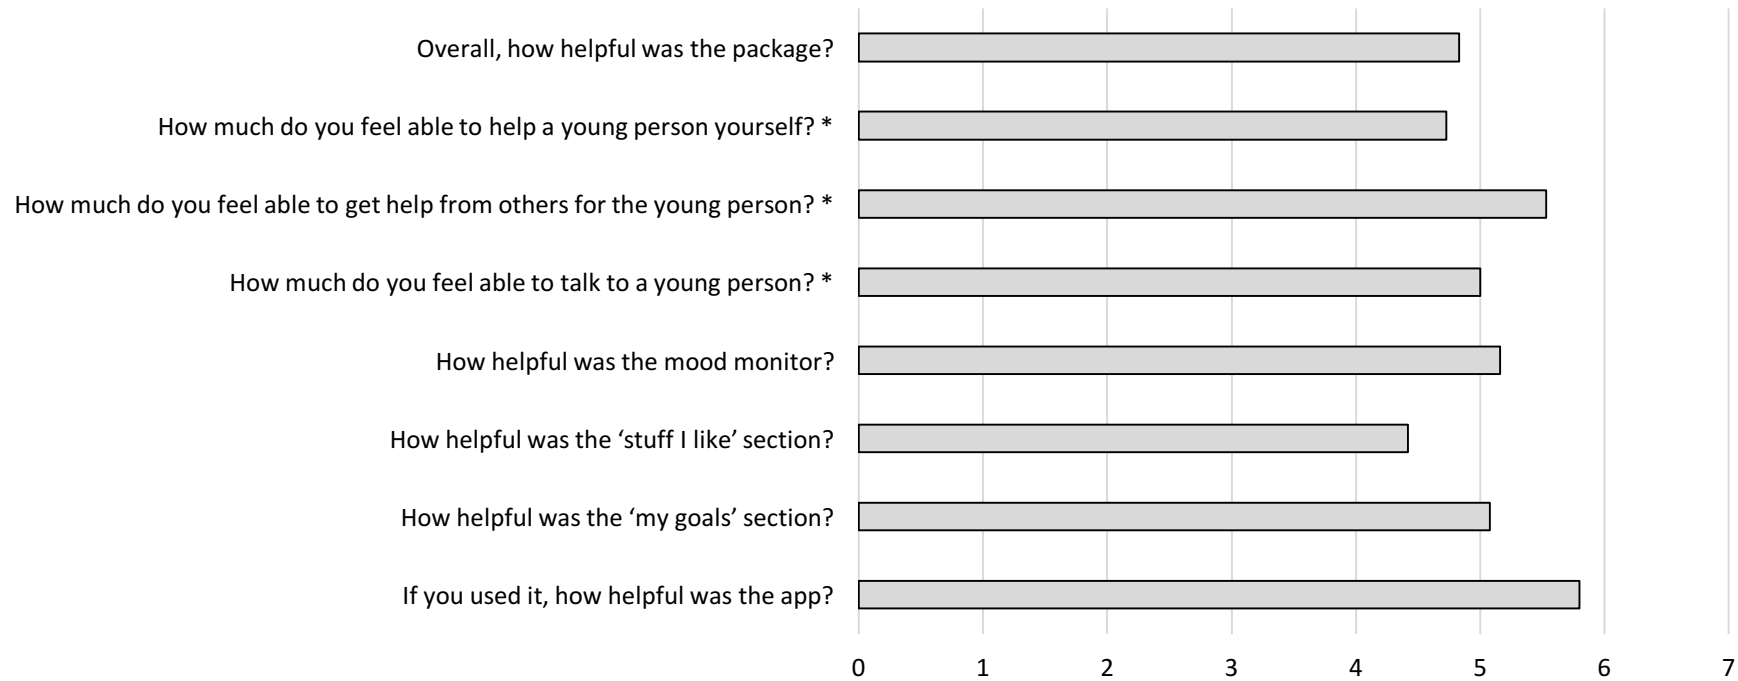 Overall, how helpful was the package?
How much do you feel able to help a young person yourself? *
How much do you feel able to get help from others for the young person? *
How much do you feel able to talk to a young person? *
How helpful was the mood monitor?
How helpful was the ‘stuff I like’ section?
How helpful was the ‘my goals’ section?
If you used it, how helpful was the app?
0 1 2 3 4 5 6 7